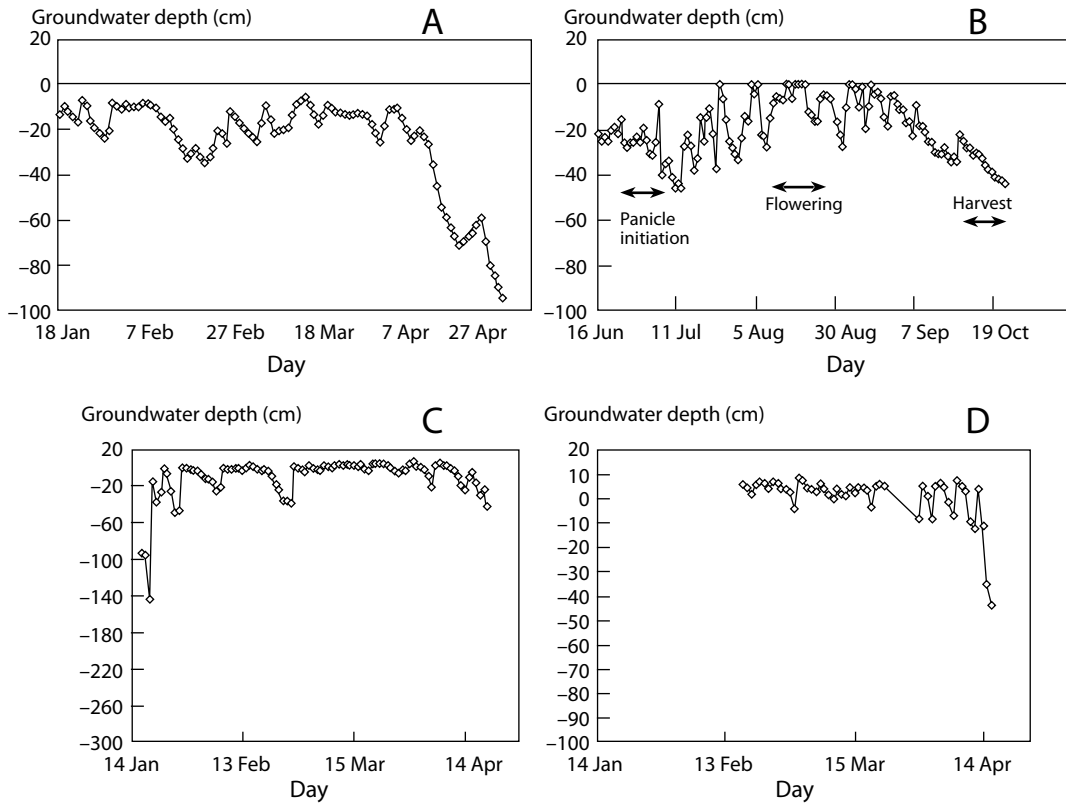 Groundwater depth (cm)
A
20
0
−20
−40
−60
−80
−100
18 Jan 7 Feb 27 Feb 18 Mar 7 Apr 27 Apr
Day
Groundwater depth (cm)
B
20
0
−20
−40
−60
−80
−100
Panicle
initiation
Flowering
Harvest
16 Jun 11 Jul 5 Aug 30 Aug 7 Sep 19 Oct
Day
Groundwater depth (cm)
C
20
−20
−60
−100
−140
−180
−220
−260
−300
14 Jan 13 Feb 15 Mar 14 Apr
Day
Groundwater depth (cm)
D
20
10
0
−10
−20
−30
−40
−50
−60
−70
−80
−90
−100
14 Jan 13 Feb 15 Mar 14 Apr
Day